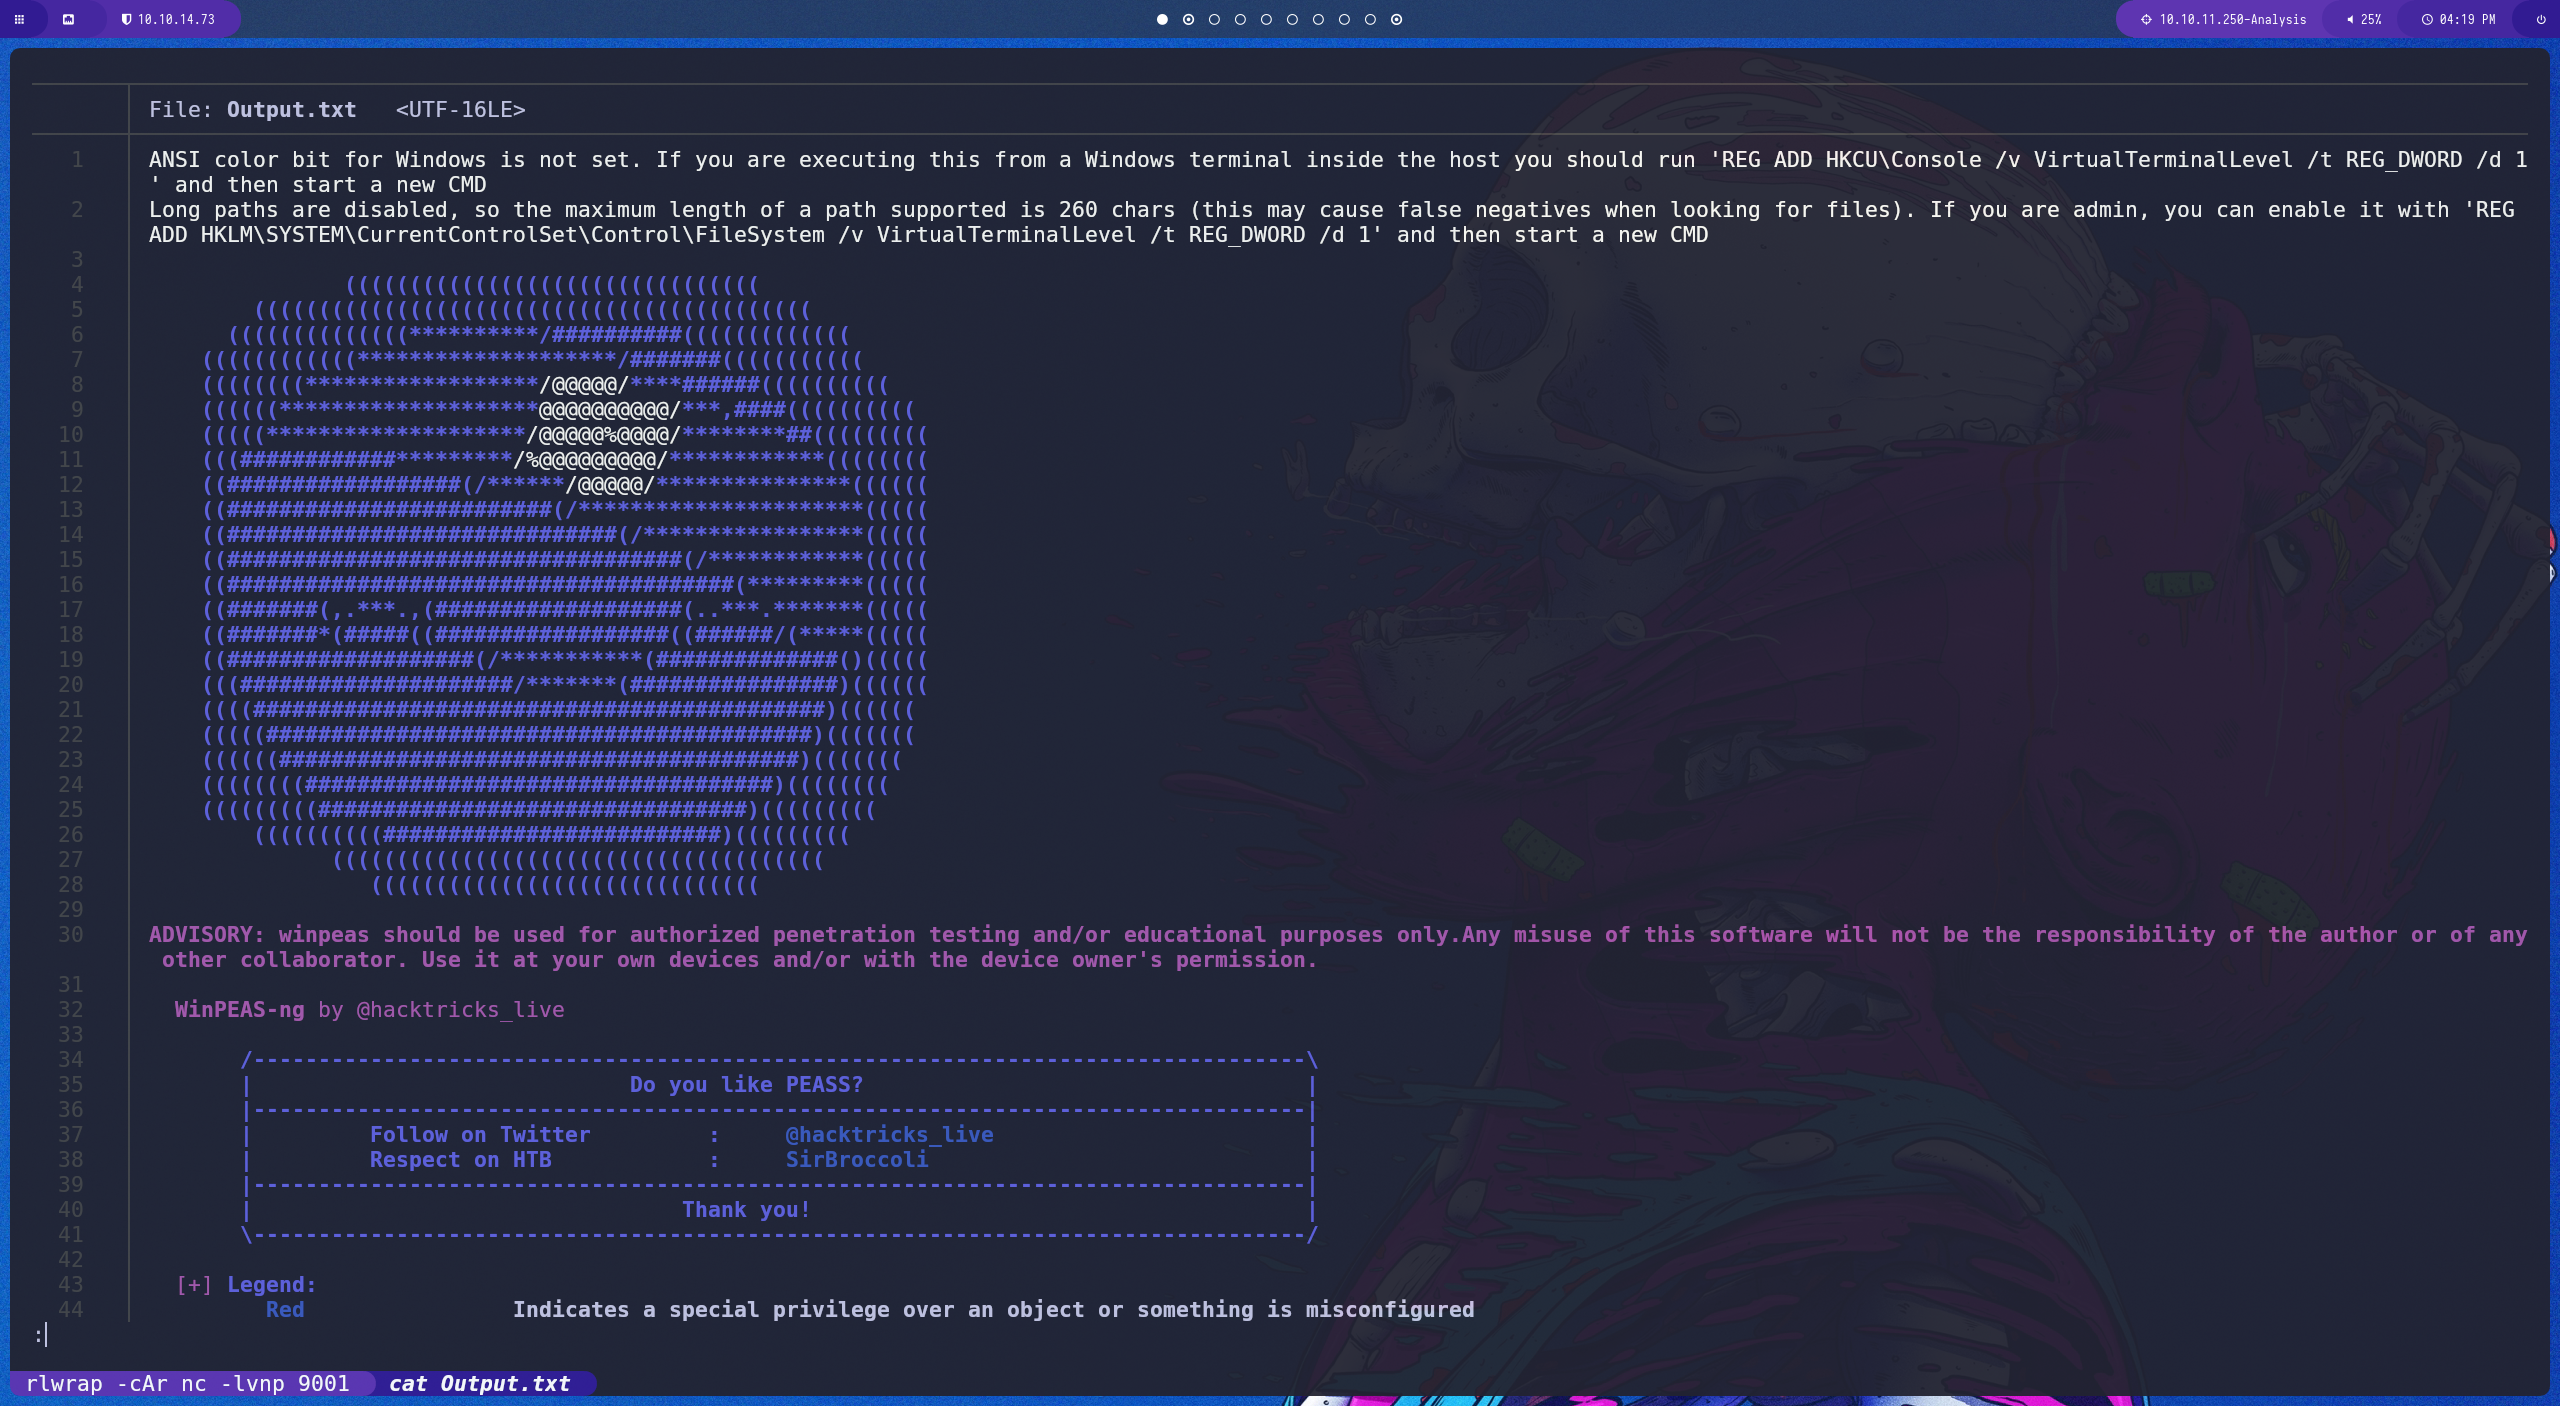 10.10.14.73
10.10.11.250-Analysis
25%
04:19 PM
File: Output.txt   <UTF-16LE>
1 ANSI color bit for Windows is not set. If you are executing this from a Windows terminal inside the host you should run 'REG ADD HKCU\Console /v VirtualTerminalLevel /t REG_DWORD /d 1
' and then start a new CMD
2 Long paths are disabled, so the maximum length of a path supported is 260 chars (this may cause false negatives when looking for files). If you are admin, you can enable it with 'REG
ADD HKLM\SYSTEM\CurrentControlSet\Control\FileSystem /v VirtualTerminalLevel /t REG_DWORD /d 1' and then start a new CMD
3
4
5
6
7
8
9
10
11
12
13
14
15
16
17
18
19
20
21
22
23
24
25
26
27
28
29
30 ADVISORY: winpeas should be used for authorized penetration testing and/or educational purposes only.Any misuse of this software will not be the responsibility of the author or of any
other collaborator. Use it at your own devices and/or with the device owner's permission.
31
32 WinPEAS-ng by @hacktricks_live
33
34
35 | Do you like PEASS? |
36
37 | Follow on Twitter : @hacktricks_live |
38 | Respect on HTB : SirBroccoli |
39
40 | Thank you! |
41
42
43 [+] Legend:
44 Red Indicates a special privilege over an object or something is misconfigured
:
rlwrap -cAr nc -lvnp 9001 cat Output.txt